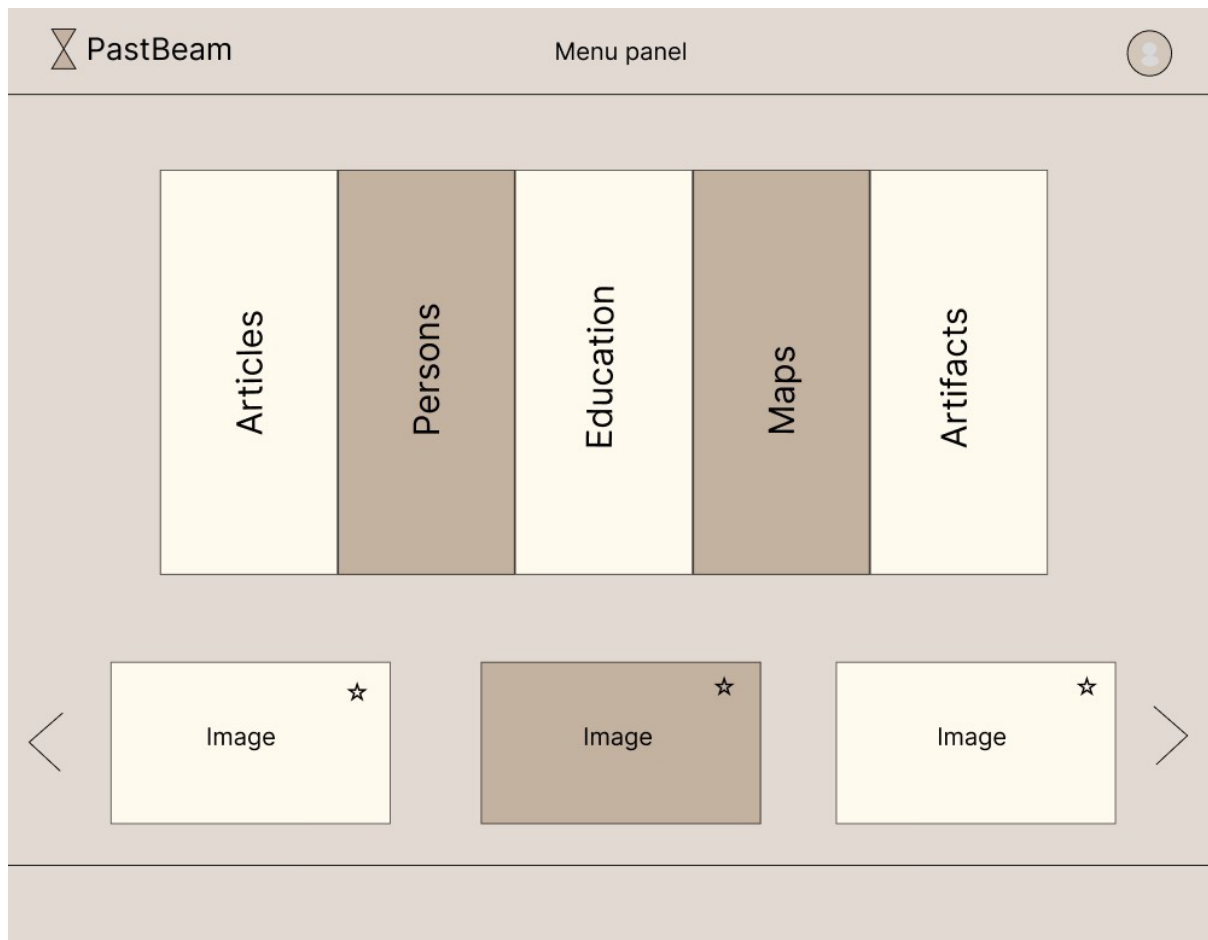 PastBeam
Menu panel
Articles
Persons
Education
Maps
Artifacts
Image
Image
Image